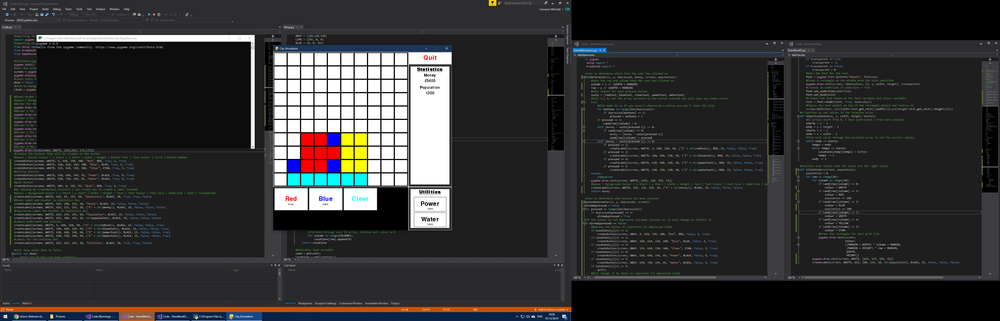 Code (Running) - Microsoft Visual Studio
Quick Launch (Ctrl+Q)
File Edit View Project Build Debug Team Tools Test Analyze Window Help
Cameron Mitchell CM
Debug Any CPU Continue
Process: [N/A] python.exe Lifecycle Events Thread: [1] MainThread Stack Frame:
Code.py
#Importing the
import pygame
#Importing all
from Setup impo
from DrawBandO
from GameMechan
#Initiates pyga
pygame.init()
#Sets the scree
screen = pygame
pygame.display.
#Loops until th
done = False
#Used to manag
clock = pygame.
#Draws border r
#Space | Backgr
#Border for Mai
pygame.draw.rec
#Border 1 for S
pygame.draw.rec
#Border 2 for S
pygame.draw.rec
#Border 3 for S
pygame.draw.rec
#Border 1 for U
pygame.draw.rec
#Border 2 for U
pygame.draw.rec
#Border 3 for U
pygame.draw.rect(screen, WHITE, [615,615, 175,175])
#Creates the buttons that will be visable on the screen
#Space | Button Colour | x Start | y Start | Width | Height | Button Text | Text Colour | First | Button Number
createButton(screen, WHITE, 5, 610, 150, 100, "Red", RED, True, 1, True)
createButton(screen, WHITE, 160, 610, 150, 100, "Blue", BLUE, True, 2, True)
createButton(screen, WHITE, 315, 610, 150, 100, "Clear", CYAN, True, 3, True)
#Utility Buttons
createButton(screen, WHITE, 630, 650, 145, 65, "Power", BLACK, True, 4, True)
createButton(screen, WHITE, 630, 720, 145, 65, "Water", BLACK, True, 5, True)
#Quit Button
createButton(screen, WHITE, 605, 0, 195, 55, "Quit", RED, True, 6, True)
#By editing my createButton function I can create one to create a label instead
#Space | Background Colour | x Start | y Start | Width | Height | Text | Text Colour | Font Size | Underline | Bold | Transparent
createLabel(screen, WHITE, 625, 65, 155, 30, "Statistics", BLACK, 30, True, True, False)
#Money Label and Counter in Statistics Box
createLabel(screen, WHITE, 625, 100, 155, 10, "Money", BLACK, 25, False, False, False)
createLabel(screen, WHITE, 625, 125, 155, 10, ("£" + str(money)), BLACK, 25, False, False, False)
#Population Label and Counter in Statistics Box
createLabel(screen, WHITE, 625, 155, 155, 10, "Population", BLACK, 25, False, False, False)
createLabel(screen, WHITE, 625, 180, 155, 10, str(population), BLACK, 25, False, False, False)
#Labels Underneath the buttons
createLabel(screen, WHITE, 5, 660, 150, 50, ("£" + str(redCost)), BLACK, 15, False, False, True)
createLabel(screen, WHITE, 160, 660, 150, 50, ("£" + str(blueCost)), BLACK, 15, False, False, True)
createLabel(screen, WHITE, 630, 680, 150, 50, ("£" + str(powerCost)), BLACK, 15, False, False, True)
createLabel(screen, WHITE, 630, 750, 150, 50, ("£" + str(waterCost)), BLACK, 15, False, False, True)
#Labels for the Utilities Box
createLabel(screen, WHITE, 625, 615, 155, 30, "Utilities", BLACK, 30, True, True, False)
#Will loop while done is false
while not done:
C:\Program Files (x86)\Microsoft Visual Studio\Shared\Python36_64\python.exe
pygame 1.9.6
Hello from the pygame community. https://www.pygame.org/contribute.html
Setup.py
GRAY = (128,128,128)
LIME = (255, 0, 0)
BLUE = (0, 0, 255)
City Simulation
Quit
Statistics
Money
£5400
Population
1300
Red
£100
Blue
£500
Clear
Utilities
Power
£200
Water
£200
#Iterates through each 2D array, setting each value to 0
for column in range(COLUMNS):
Locations[row].append(0)
return Locations
#Generates land variable
Land = getLand()
Locations = getLocations()
Solution Explorer
Team Explorer
100 %
100 %
Locals
Name Value Type
Call Stack
Name Lang
Autos Locals Watch 1
Call Stack Breakpoints Exception Settings Command Window Immediate Window Output
Ready Ln 24 Col 42 Ch 33 INS Add to Source Control
Union: Walmart sh... Pictures Code (Running) - ... Code - GameMech... Code - DrawBandO... C:\Program Files (x... City Simulation
ENG 18:50 01/12/2019 4
Code - GameMechanics.py
GameMechanics.py
tileDeterminer
rt pygame
Setup import *
DrawBandO import *
ction to determine which tile the user has clicked on
tileDeterminer(x, y, depressed, money, screen, population):
#Sets the row and column that the user has clicked on
column = x // (WIDTH + MARGIN)
row = y // (WIDTH + MARGIN)
#Sets values for each pressed button
costs = [redCost, blueCost, clearCost, powerCost, waterCost]
#Will try to set the array position to the button pressed and will skip any Index errors
try:
#Will make it so if you haven't depressed a button you won't clear the tile
for buttons in range(len(depressed)):
if depressed[buttons] == 1:
pressed = buttons + 1
if pressed == 3:
Land[row][column] = 0
elif (money - costs[pressed-1]) >= 0:
if Land[row][column] == 0:
money = (money - costs[pressed-1])
Land[row][column] = pressed
elif (money - costs[pressed-1]) <= 0:
if pressed == 1:
createLabel(screen, WHITE, 5, 660, 150, 50, ("£" + str(redCost)), RED, 15, False, False, True)
if pressed == 2:
createLabel(screen, WHITE, 160, 660, 150, 50, ("£" + str(blueCost)), RED, 15, False, False, True)
if pressed == 4:
createLabel(screen, WHITE, 630, 680, 150, 50, ("£" + str(powerCost)), RED, 15, False, False, True)
if pressed == 5:
createLabel(screen, WHITE, 630, 750, 150, 50, ("£" + str(waterCost)), RED, 15, False, False, True)
except:
IndexError
pygame.draw.rect(screen, WHITE, [625, 120, 155, 15])
#Space | Background Colour | x Start | y Start | Width | Height | Text | Text Colour | Font Size | Underline | Bo
createLabel(screen, WHITE, 625, 125, 155, 10, ("£" + str(money)), BLACK, 25, False, False, False)
return money
ction to determine what button has been pressed
buttonDeterminer(x, y, depressed, screen):
alreadypressed = False
for pressed in range(len(depressed)):
if depressed[pressed] == 1:
alreadypressed = True
#If the button is not depressed (already clicked on) it will change to reflect it
if alreadypressed == False:
#Redraws the button to represent its depressed state
if Locations[y][x] == 1:
createButton(screen, GRAY, 5, 610, 150, 100, "Red", RED, False, 1, True)
if Locations[y][x] == 2:
createButton(screen, GRAY, 160, 610, 150, 100, "Blue", BLUE, False, 2, True)
if Locations[y][x] == 3:
createButton(screen, GRAY, 315, 610, 150, 100, "Clear", CYAN, False, 3, True)
if Locations[y][x] == 4:
createButton(screen, GRAY, 630, 650, 145, 65, "Power", BLACK, False, 4, True)
if Locations[y][x] == 5:
createButton(screen, GRAY, 630, 720, 145, 65, "Water", BLACK, False, 5, True)
if Locations[y][x] == 6:
quit()
#Will change it to false to represent its depressed state
100 %
Code - DrawBandO.py
DrawBandO.py
tileChecker
if transparent == True:
transparent = -1
if transparent == False:
transparent = 0
#Sets the font for the text
font = pygame.font.SysFont("Roboto", fontsize)
#Draws a rectangle on the window with the size specified
pygame.draw.rect(screen, labelcolour, [x, y, width, height], transparent)
#Creates an underline if underline = True
font.set_underline(underline)
font.set_bold(bold)
#Creates the text based on the text variable and colour variable
text = font.render(text, True, textcolour)
#Places the text object on top of the rectangle object and centres it
screen.blit(text, (x+((width-text.get_rect().width)/2),y+((height-text.get_rect().height)/2)))
#A function to set values in the location array
def objectLocations(x, y, width, height, button):
#As arrays start from 0, I have subtracted 1 from each variable
starty = y - 1
endy = y + height - 1
startx = x - 1
endx = x + width - 1
#This will cycle through the location array to set the correct values
while endy >= starty:
tempx = endx
while tempx >= startx:
Locations[endy][tempx] = button
tempx -= 1
endy -= 1
#function that checks that the tiles are the right colour
def tileChecker(screen, population):
population = 0
for row in range(10):
for column in range(10):
if Land[row][column] == 0:
colour = WHITE
if Land[row][column] == 1:
colour = RED
population += 100
if Land[row][column] == 2:
colour = BLUE
population += 200
if Land[row][column] == 3:
colour = WHITE
if Land[row][column] == 4:
colour = YELLOW
if Land[row][column] == 5:
colour = CYAN
#Draws the rectangle for each grid tile
pygame.draw.rect(screen,
colour,
[(MARGIN + WIDTH) * column + MARGIN,
(MARGIN + HEIGHT) * row + MARGIN,
WIDTH,
HEIGHT])
pygame.draw.rect(screen, WHITE, [625, 175, 155, 15])
createLabel(screen, WHITE, 625, 180, 155, 10, str(population), BLACK, 25, False, False, False)
100 %